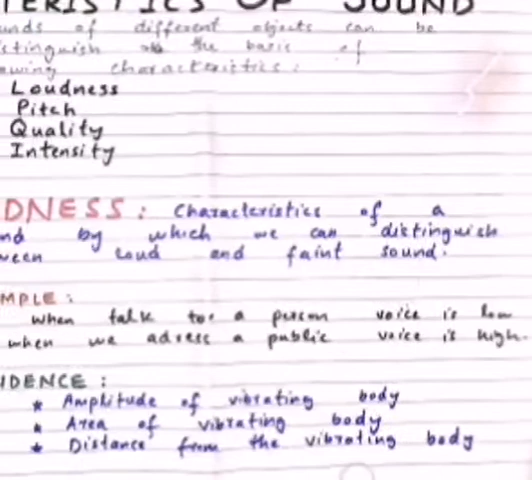 TERISTICS OF SOUND
unds of different objects can be
stinguish on the basis of
owing characteristics:
Loudness
Pitch
Quality
Intensity
DNESS: Characteristics of a
nd by which we can distinguish
ween loud and faint sound.
MPLE:
when talk to a person voice is low
when we adress a public voice is high.
IDENCE:
* Amplitude of vibrating body
* Area of vibrating body
* Distance from the vibrating body